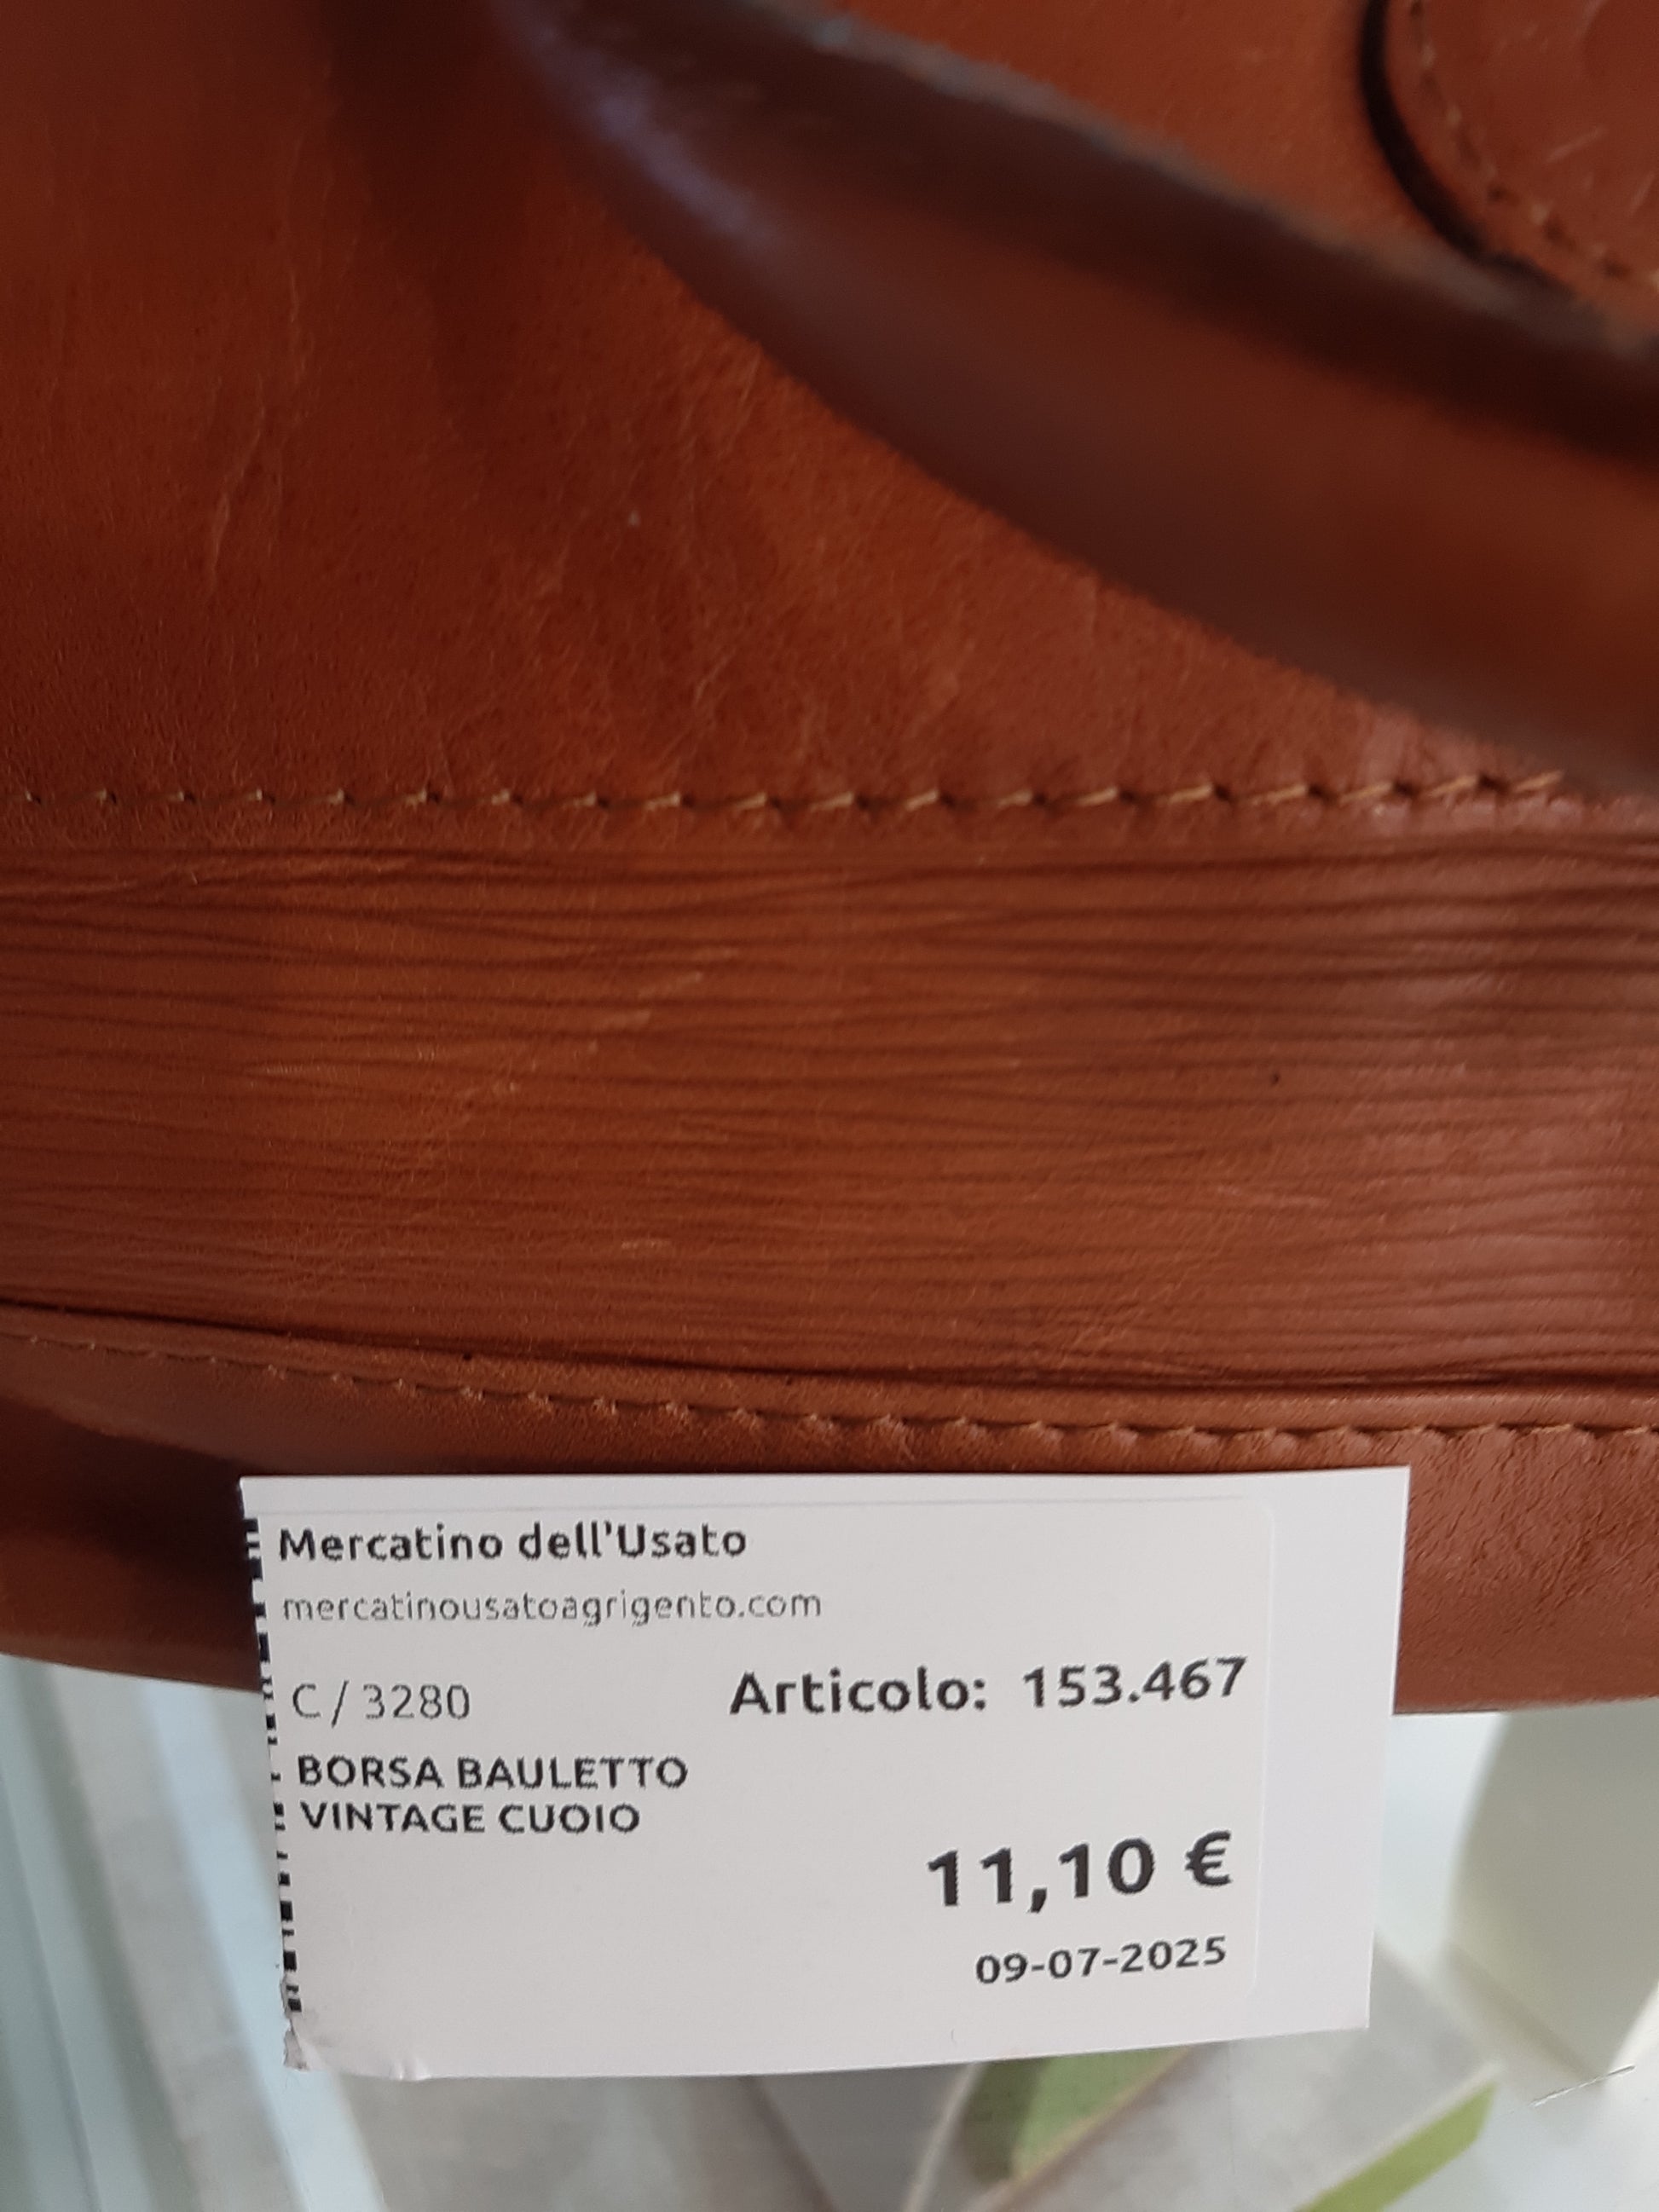 Mercatino dell'Usato
mercatinousatoagrigento.com
C / 3280 Articolo: 153.467
BORSA BAULETTO
VINTAGE CUOIO
11,10 €
09-07-2025